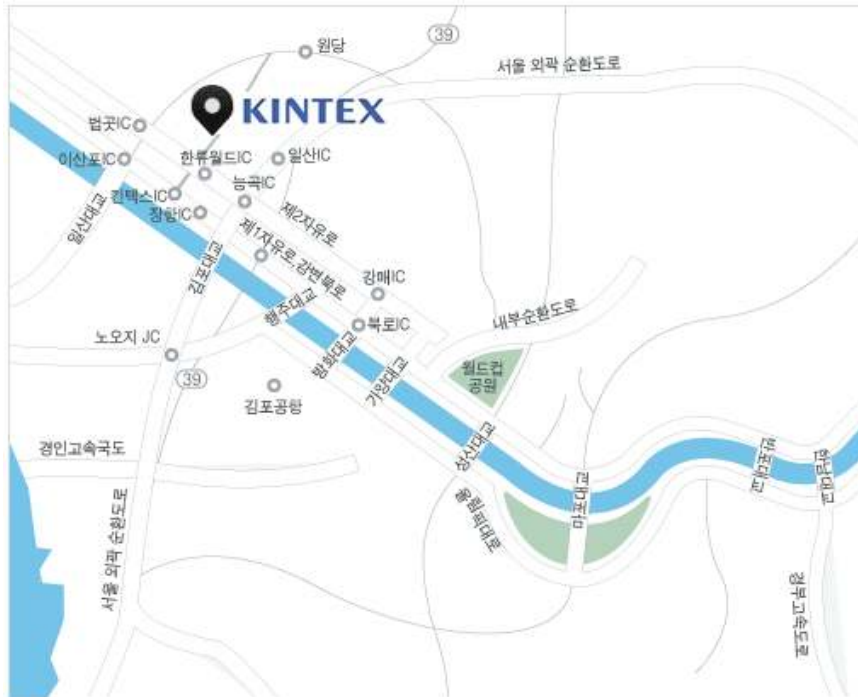 원당
39
서울 외곽 순환도로
KINTEX
법곳IC
이산포IC
한류월드IC
일산IC
킨텍스IC
능곡IC
장항IC
제2자유로
일산대교
김포대교
제1자유로,강변북로
강매IC
행주대교
북로IC
내부순환도로
노오지 JC
방화대교
39
월드컵
공원
가양대교
김포공항
경인고속국도
성산대교
마포대교
반포대교
한남대교
올림픽대로
서울 외곽 순환도로
경부고속도로